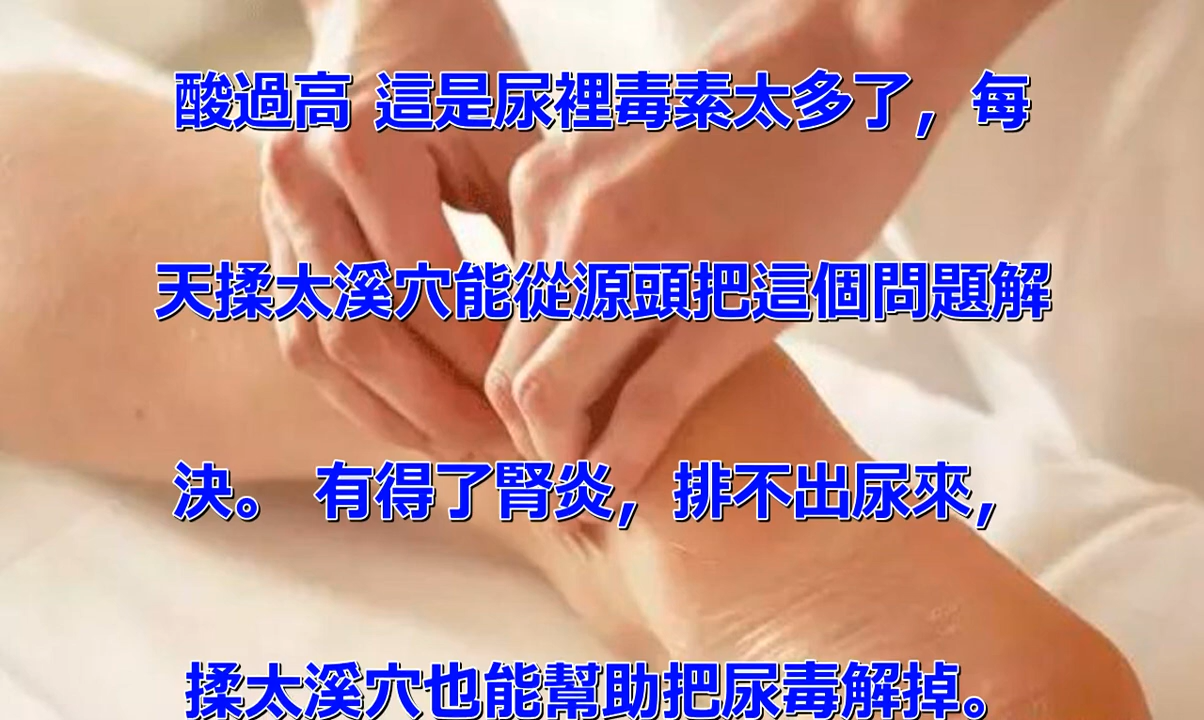 酸過高 這是尿裡毒素太多了，每
天揉太溪穴能從源頭把這個問題解
決。 有得了腎炎，排不出尿來，
揉太溪穴也能幫助把尿毒解掉。